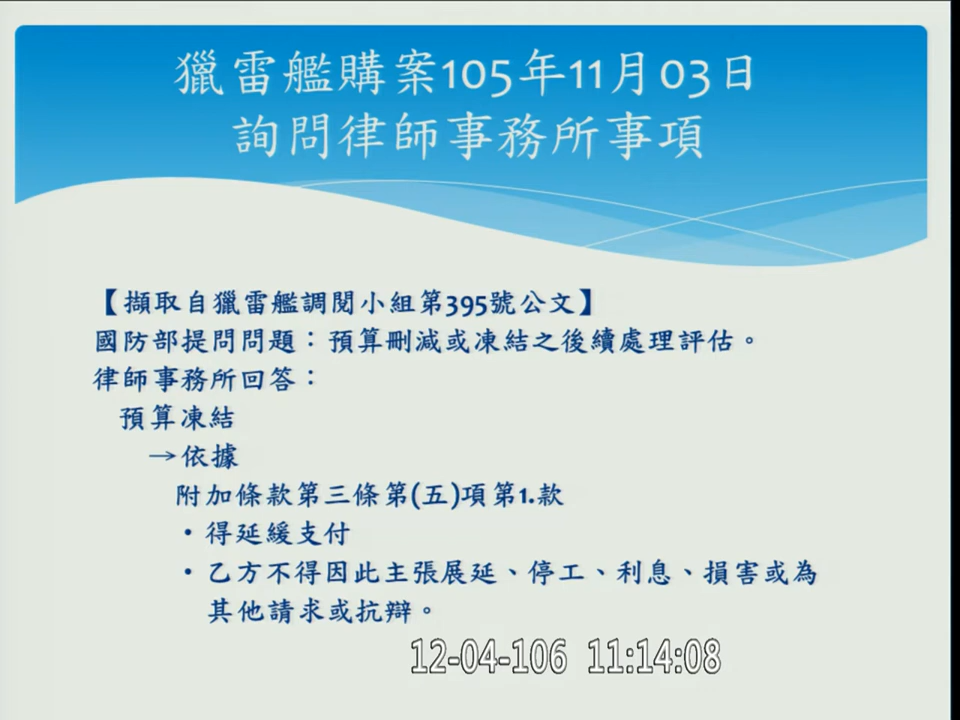 獵雷艦購案105年11月03日
詢問律師事務所事項
【擷取自獵雷艦調閱小組第395號公文】
國防部提問問題：預算刪減或凍結之後續處理評估。
律師事務所回答：
預算凍結
→依據
附加條款第三條第(五)項第1.款
•得延緩支付
•乙方不得因此主張展延、停工、利息、損害或為
其他請求或抗辯。
12-04-106 11:14:08